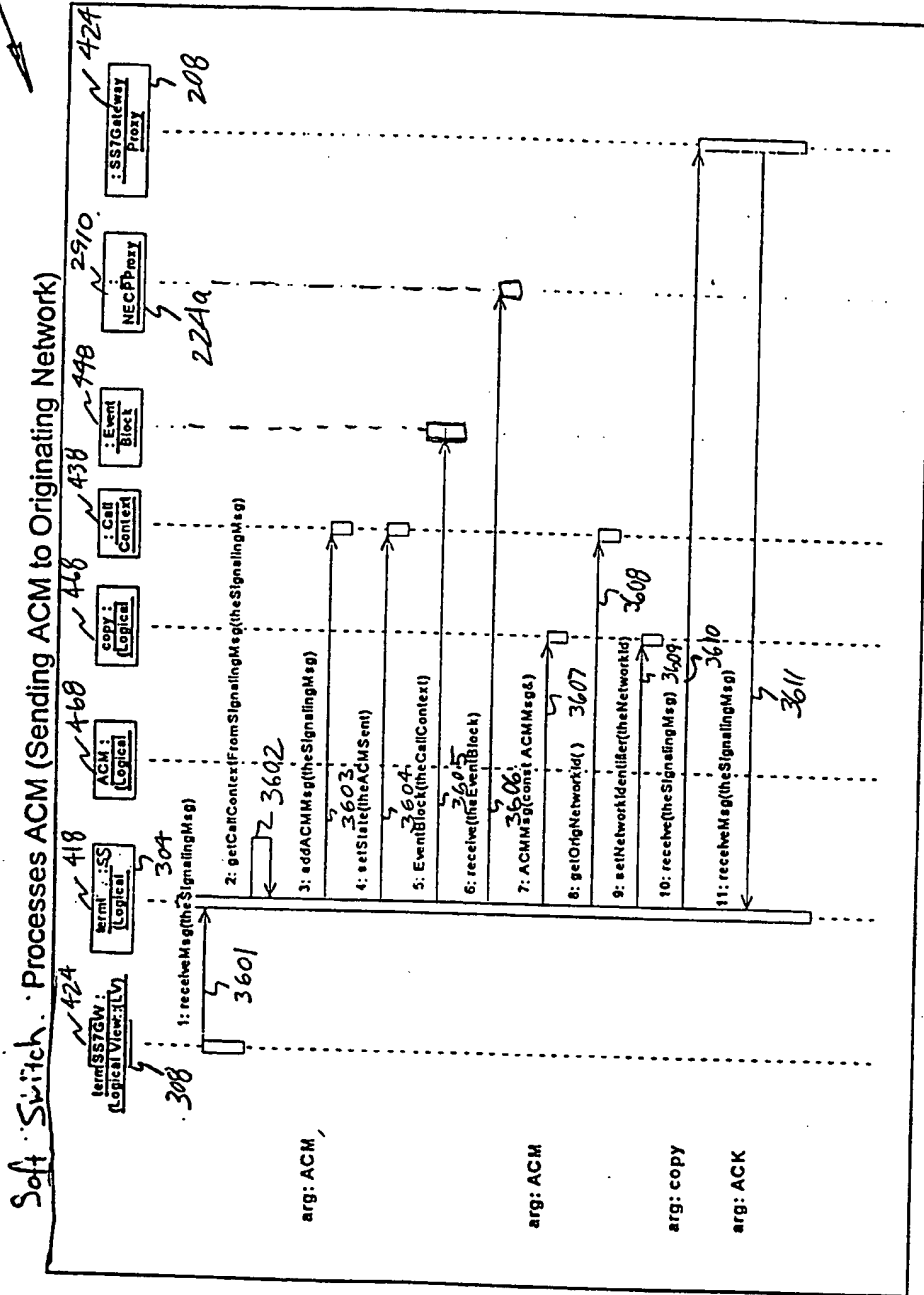 Soft Switch. Processes ACM (Sending ACM to Originating Network)
424
termSS7GW :
(Logical View::(LV)
308
418
termi... :SS
(Logical
304
468
ACM :
(Logical
468
copy :
(Logical
438
: Call
Context
448
: Event
Block
2910.
:
NECPProxy
224a
424
: SS7Gateway
Proxy
208
arg: ACM
1: receiveMsg(theSignalingMsg)
3601
2: getCallContextFromSignalingMsg(theSignalingMsg)
3602
3: addACMMsg(theSignalingMsg)
3603
4: setState(theACMSent)
3604
5: EventBlock(theCallContext)
3605
6: receive(theEventBlock)
3606
arg: ACM
7: ACMMsg(const ACMMsg&)
3607
8: getOrigNetworkId( )
3608
9: setNetworkIdentifier(theNetworkId)
3609
arg: copy
10: receive(theSignalingMsg)
3610
arg: ACK
11: receiveMsg(theSignalingMsg)
3611